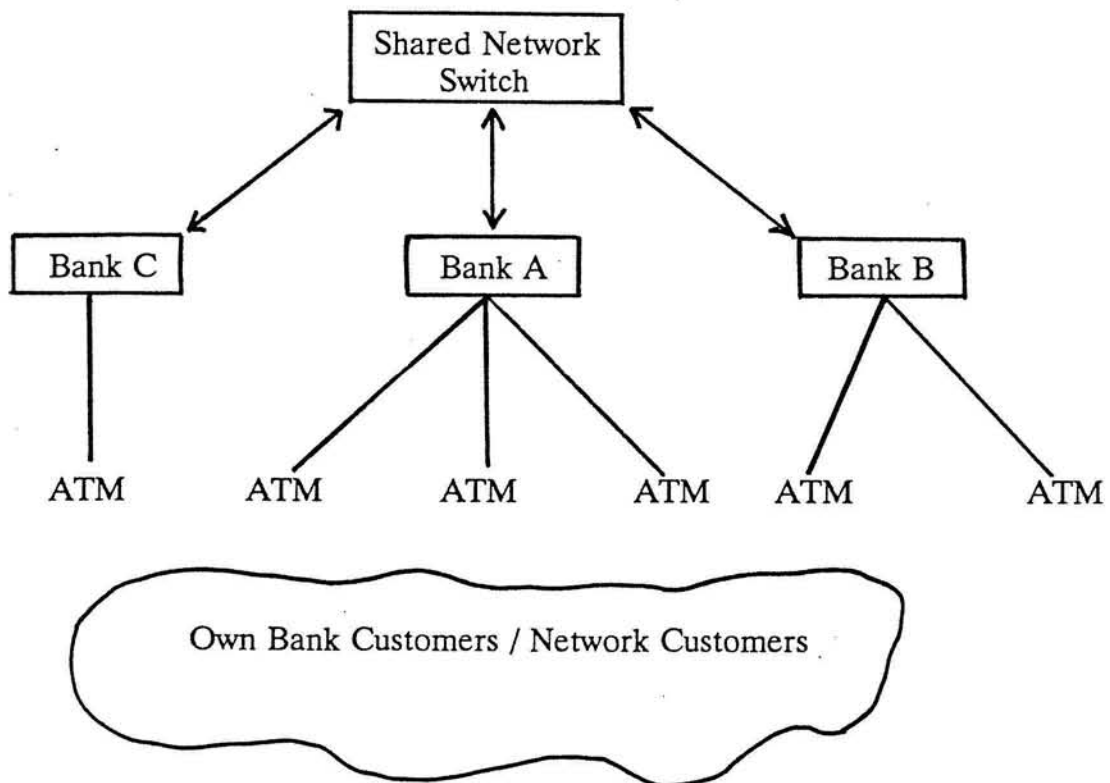 Shared Network
Switch
Bank C
Bank A
Bank B
ATM
ATM
ATM
ATM
ATM
ATM
Own Bank Customers / Network Customers